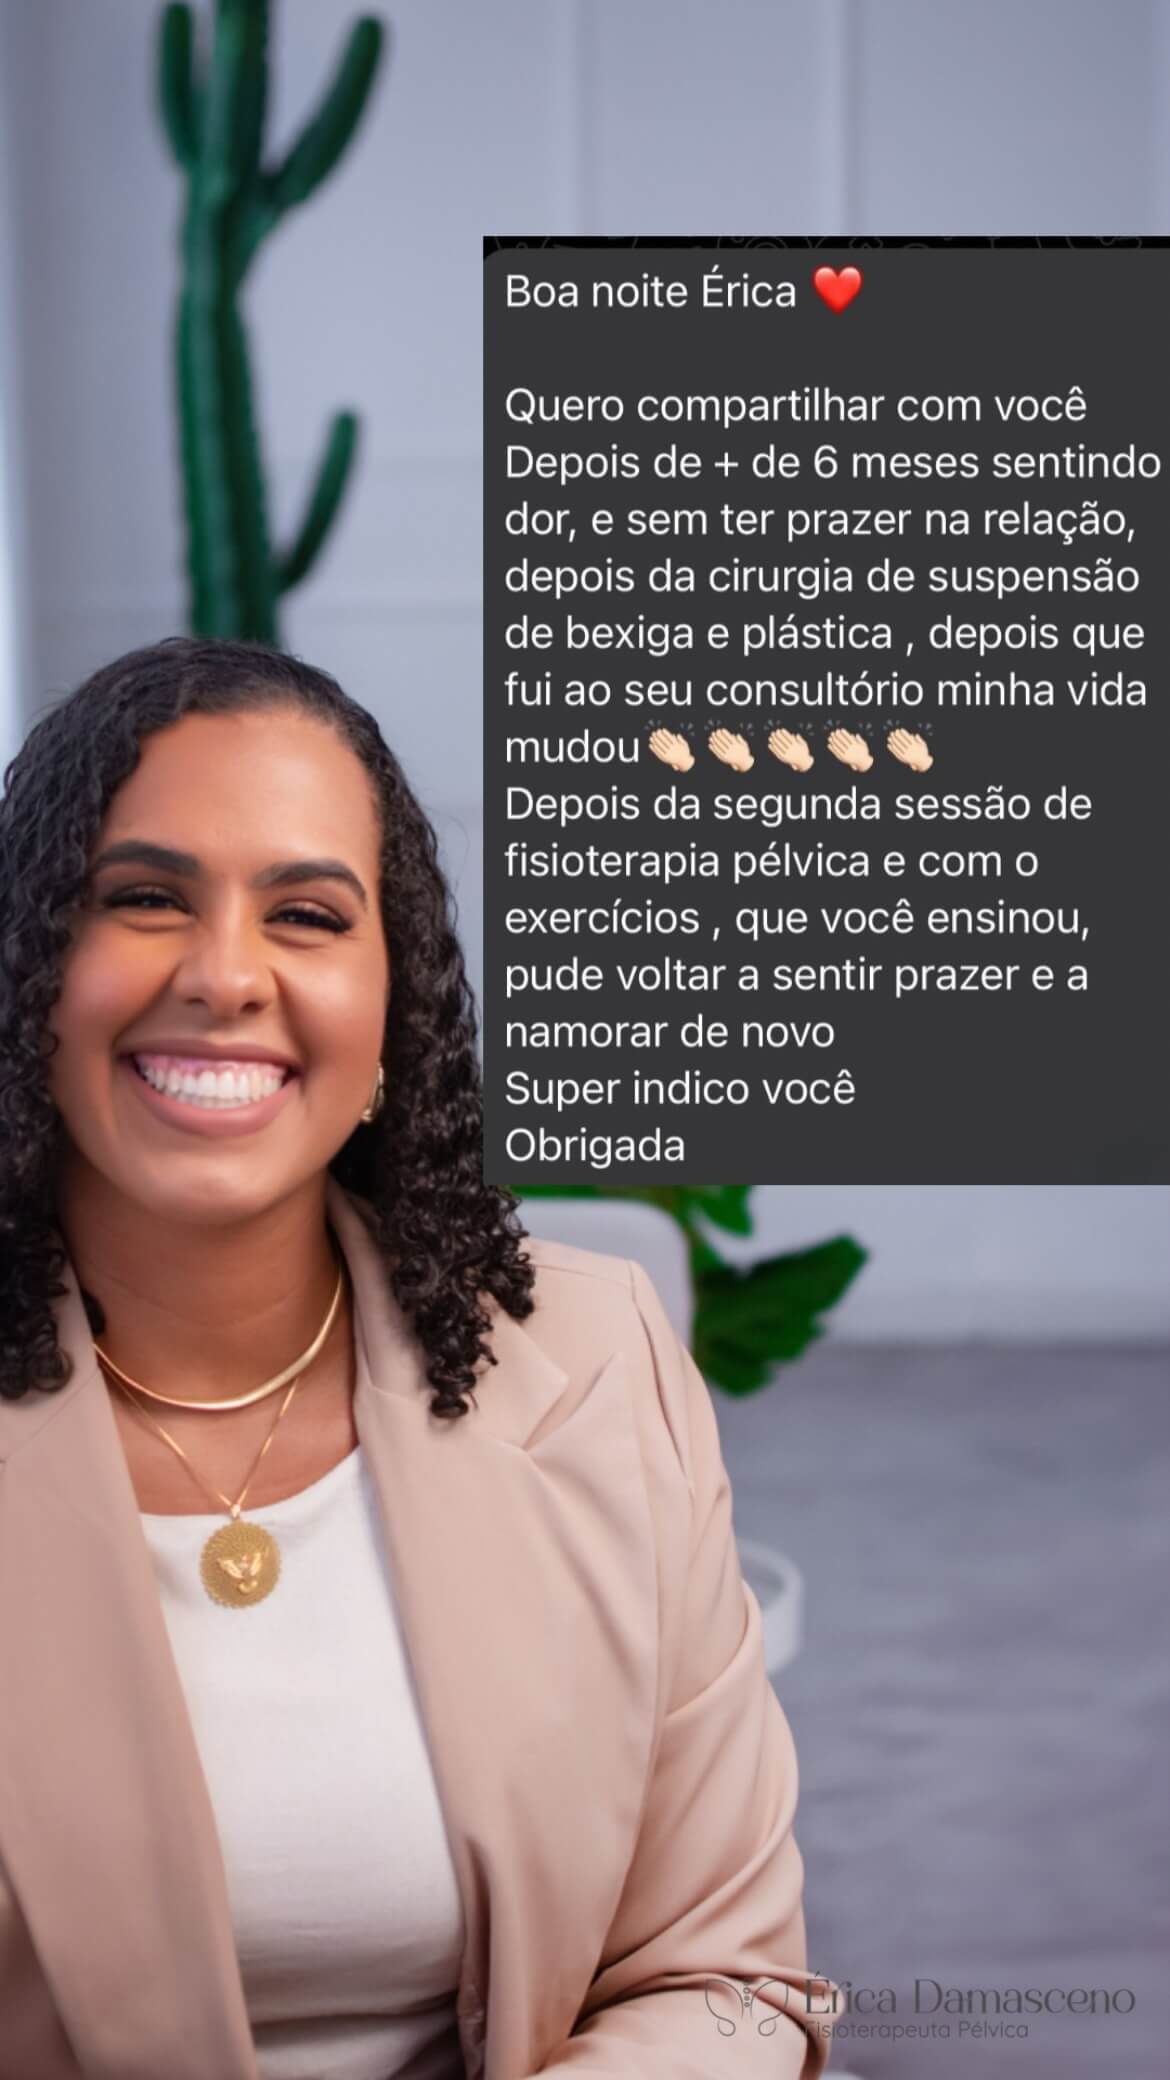 Boa noite Érica ❤️
Quero compartilhar com você
Depois de + de 6 meses sentindo
dor, e sem ter prazer na relação,
depois da cirurgia de suspensão
de bexiga e plástica , depois que
fui ao seu consultório minha vida
mudou👏🏻👏🏻👏🏻👏🏻👏🏻
Depois da segunda sessão de
fisioterapia pélvica e com o
exercícios , que você ensinou,
pude voltar a sentir prazer e a
namorar de novo
Super indico você
Obrigada
Érica Damasceno
Fisioterapeuta Pélvica